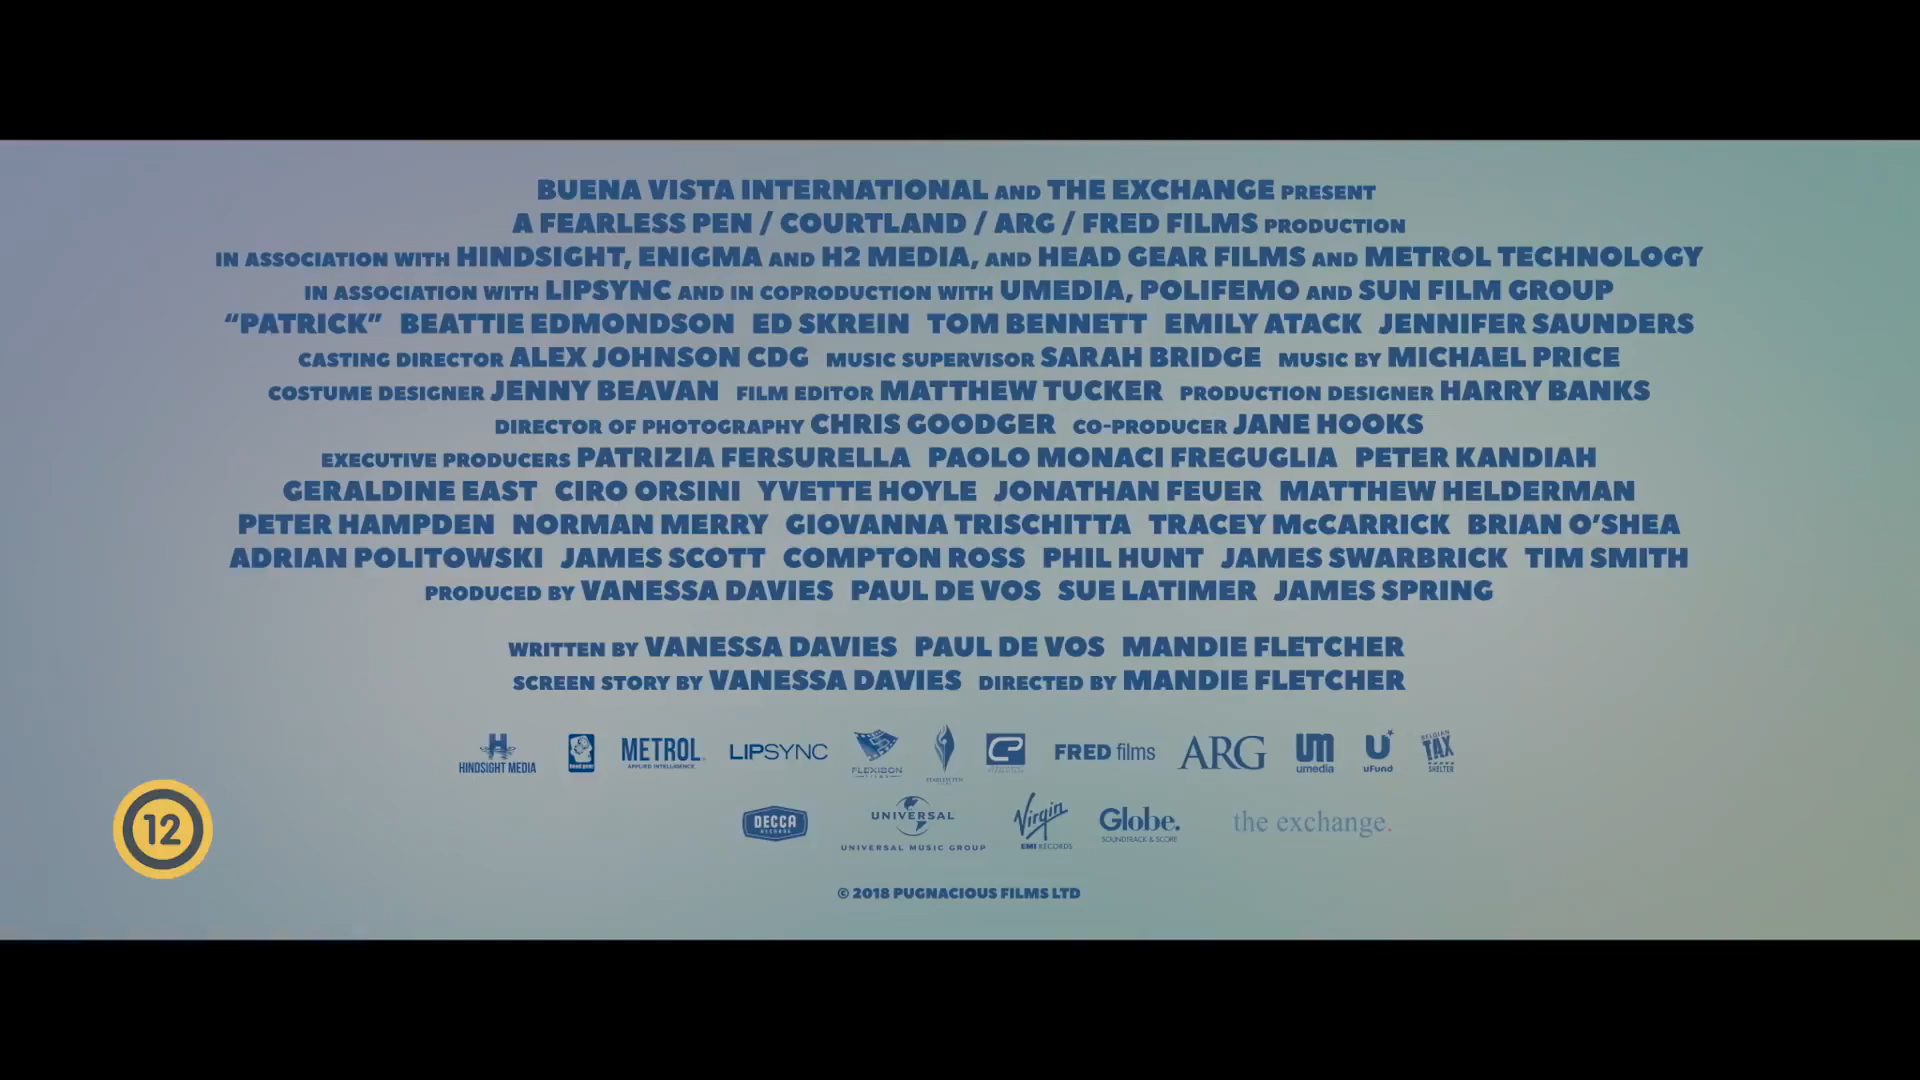 BUENA VISTA INTERNATIONAL AND THE EXCHANGE PRESENT
A FEARLESS PEN / COURTLAND / ARG / FRED FILMS PRODUCTION
IN ASSOCIATION WITH HINDSIGHT, ENIGMA AND H2 MEDIA, AND HEAD GEAR FILMS AND METROL TECHNOLOGY
IN ASSOCIATION WITH LIPSYNC AND IN COPRODUCTION WITH UMEDIA, POLIFEMO AND SUN FILM GROUP
“PATRICK” BEATTIE EDMONDSON ED SKREIN TOM BENNETT EMILY ATACK JENNIFER SAUNDERS
CASTING DIRECTOR ALEX JOHNSON CDG MUSIC SUPERVISOR SARAH BRIDGE MUSIC BY MICHAEL PRICE
COSTUME DESIGNER JENNY BEAVAN FILM EDITOR MATTHEW TUCKER PRODUCTION DESIGNER HARRY BANKS
DIRECTOR OF PHOTOGRAPHY CHRIS GOODGER CO-PRODUCER JANE HOOKS
EXECUTIVE PRODUCERS PATRIZIA FERSURELLA PAOLO MONACI FREGUGLIA PETER KANDIAH
GERALDINE EAST CIRO ORSINI YVETTE HOYLE JONATHAN FEUER MATTHEW HELDERMAN
PETER HAMPDEN NORMAN MERRY GIOVANNA TRISCHITTA TRACEY McCARRICK BRIAN O’SHEA
ADRIAN POLITOWSKI JAMES SCOTT COMPTON ROSS PHIL HUNT JAMES SWARBRICK TIM SMITH
PRODUCED BY VANESSA DAVIES PAUL DE VOS SUE LATIMER JAMES SPRING
WRITTEN BY VANESSA DAVIES PAUL DE VOS MANDIE FLETCHER
SCREEN STORY BY VANESSA DAVIES DIRECTED BY MANDIE FLETCHER
H HINDSIGHT MEDIA
METROL APPLIED INTELLIGENCE
LIPSYNC
FLEXIBON FILMS
FEARLESS PEN
FRED films
ARG
um umedia
U uFund
BELGIAN TAX SHELTER
12
DECCA RECORDS
UNIVERSAL
UNIVERSAL MUSIC GROUP
Virgin EMI RECORDS
Globe. SOUNDTRACK & SCORE
the exchange.
© 2018 PUGNACIOUS FILMS LTD